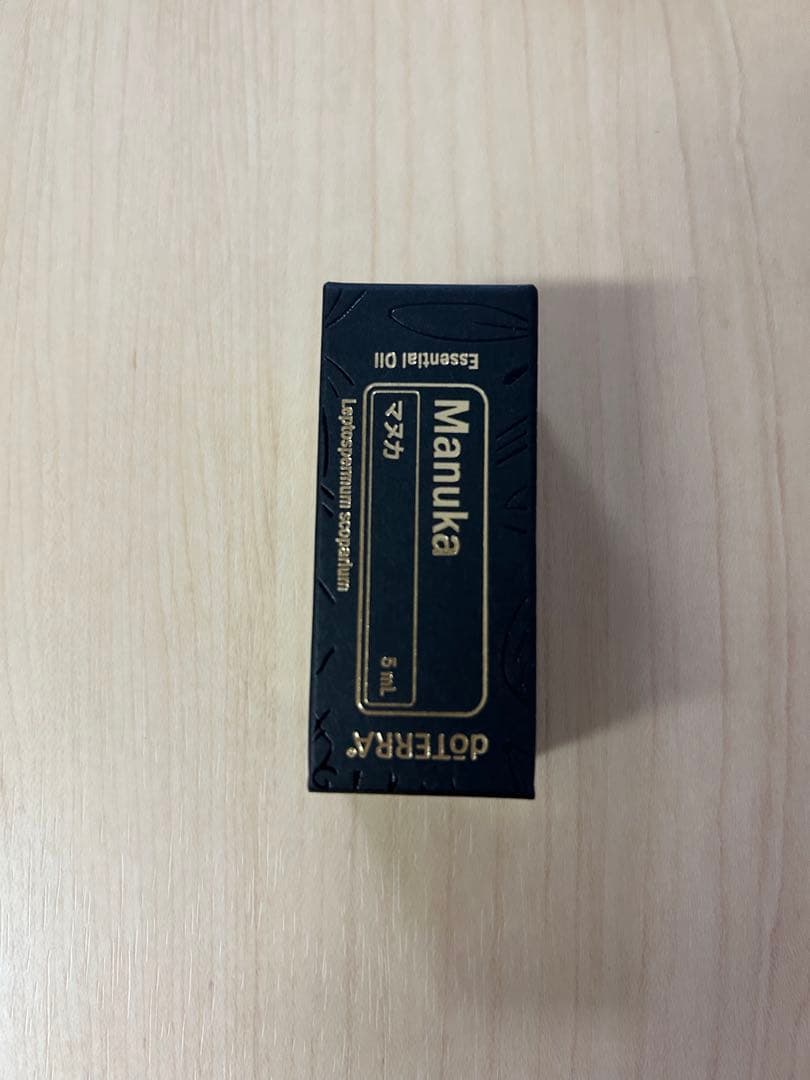 dōTERRA®
Manuka
マヌカ
5 mL
Leptospermum scoparium
Essential Oil